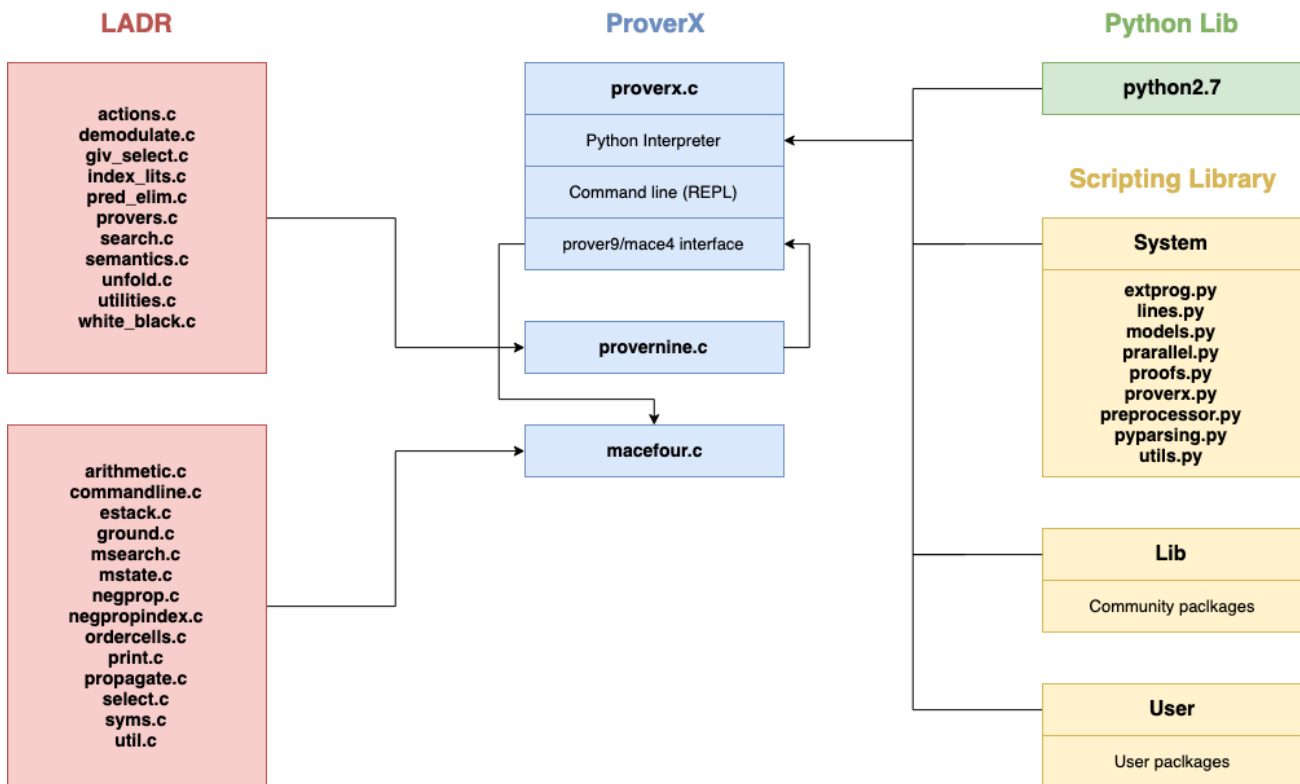 LADR
actions.c
demodulate.c
giv_select.c
index_lits.c
pred_elim.c
provers.c
search.c
semantics.c
unfold.c
utilities.c
white_black.c
arithmetic.c
commandline.c
estack.c
ground.c
msearch.c
mstate.c
negprop.c
negpropindex.c
ordercells.c
print.c
propagate.c
select.c
syms.c
util.c
ProverX
proverx.c
Python Interpreter
Command line (REPL)
prover9/mace4 interface
provernine.c
macefour.c
Python Lib
python2.7
Scripting Library
System
extprog.py
lines.py
models.py
prarallel.py
proofs.py
proverx.py
preprocessor.py
pyparsing.py
utils.py
Lib
Community paclkages
User
User paclkages